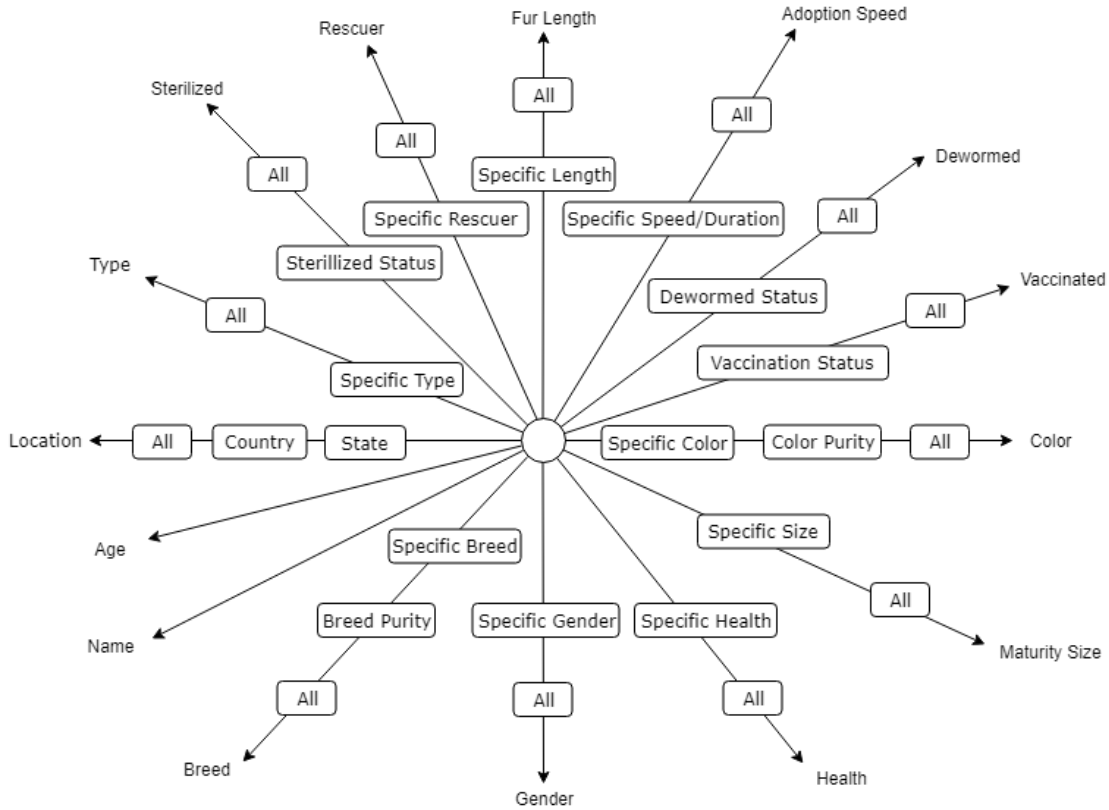 Adoption Speed
Fur Length
Rescuer
Sterilized
All
All
All
All
Dewormed
Specific Length
All
Specific Rescuer
Specific Speed/Duration
All
Type
Sterillized Status
Vaccinated
Dewormed Status
All
All
Vaccination Status
Specific Type
Location
All
Country
State
Specific Color
Color Purity
All
Color
Age
Specific Breed
Specific Size
All
Name
Breed Purity
Specific Gender
Specific Health
Maturity Size
All
All
All
Breed
Health
Gender